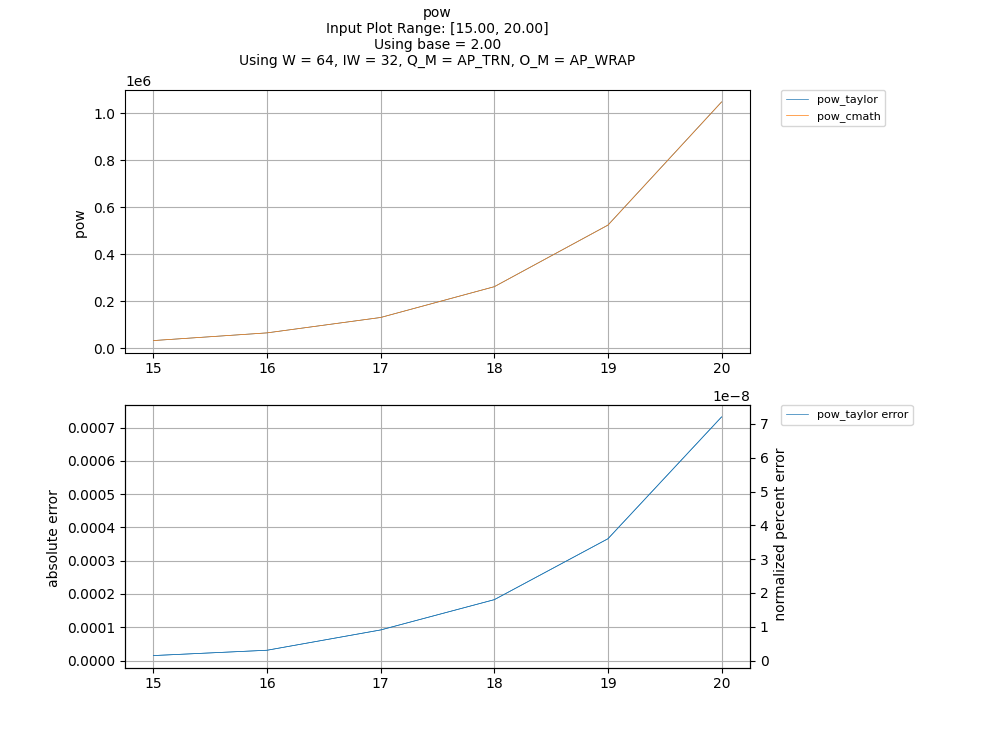 pow
Input Plot Range: [15.00, 20.00]
Using base = 2.00
Using W = 64, IW = 32, Q_M = AP_TRN, O_M = AP_WRAP
1e6
1.0
0.8
0.6
0.4
0.2
0.0
pow
15 16 17 18 19 20
pow_taylor
pow_cmath
1e−8
0.0007
0.0006
0.0005
0.0004
0.0003
0.0002
0.0001
0.0000
absolute error
15 16 17 18 19 20
7
6
5
4
3
2
1
0
normalized percent error
pow_taylor error